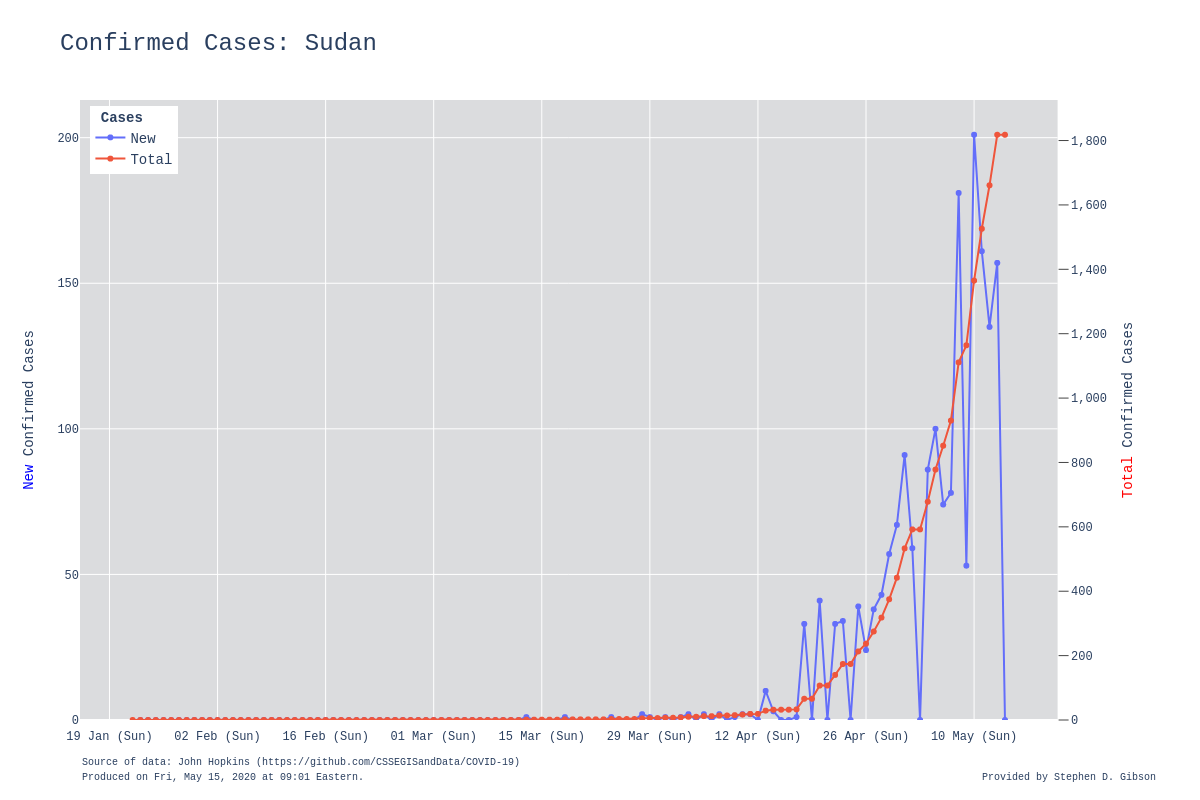 Confirmed Cases: Sudan
Cases
New
Total
200
150
100
50
0
1,800
1,600
1,400
1,200
1,000
800
600
400
200
0
New Confirmed Cases
Total Confirmed Cases
19 Jan (Sun)
02 Feb (Sun)
16 Feb (Sun)
01 Mar (Sun)
15 Mar (Sun)
29 Mar (Sun)
12 Apr (Sun)
26 Apr (Sun)
10 May (Sun)
Source of data: John Hopkins (https://github.com/CSSEGISandData/COVID-19)
Produced on Fri, May 15, 2020 at 09:01 Eastern.
Provided by Stephen D. Gibson